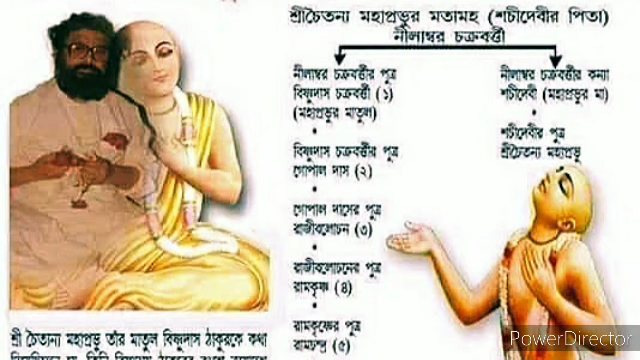 শ্রীচৈতন্য মহাপ্রভুর মতামহ (শচীদেবীর পিতা)
নীলাম্বর চক্রবর্ত্তী
নীলাম্বর চক্রবর্ত্তীর পুত্র
বিষ্ণুদাস চক্রবর্ত্তী (১)
(মহাপ্রভুর মাতুল)
বিষ্ণুদাস চক্রবর্ত্তীর পুত্র
গোপাল দাস (২)
গোপাল দাসের পুত্র
রাজীবলোচন (৩)
রাজীবলোচনের পুত্র
রামকৃষ্ণ (৪)
রামকৃষ্ণের পুত্র
রামচন্দ্র (৫)
নীলাম্বর চক্রবর্ত্তীর কন্যা
শচীদেবী (মহাপ্রভুর মা)
শচীদেবীর পুত্র
শ্রীচৈতন্য মহাপ্রভু
শ্রী চৈতন্য মহাপ্রভু তাঁর মাতুল বিষ্ণুদাস ঠাকুরকে কথা
PowerDirector